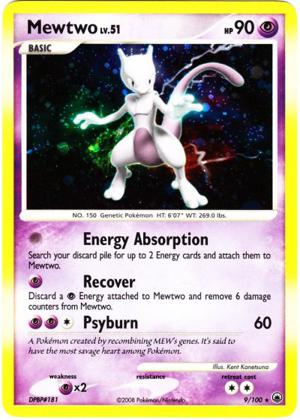 Mewtwo LV.51
HP 90
BASIC
NO. 150 Genetic Pokémon HT: 6'07" WT: 269.0 lbs.
Energy Absorption
Search your discard pile for up to 2 Energy cards and attach them to
Mewtwo.
Recover
Discard a Energy attached to Mewtwo and remove 6 damage
counters from Mewtwo.
Psyburn 60
A Pokémon created by recombining MEW's genes. It's said to
have the most savage heart among Pokémon.
Illus. Kent Kanetsuna
weakness resistance retreat cost
×2
DPBP#181 ©2008 Pokémon 9/100